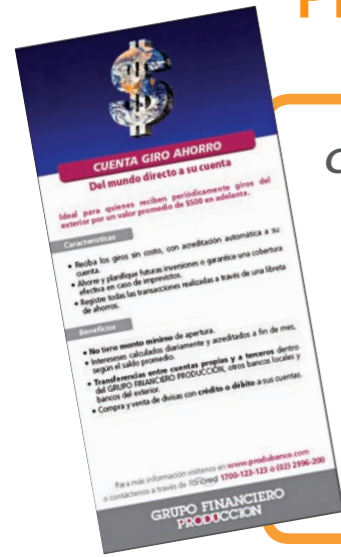 P
C
$
CUENTA GIRO AHORRO
Del mundo directo a su cuenta
Ideal para quienes reciben periódicamente giros del
exterior por un valor promedio de $500 en adelante.
Características
• Reciba los giros sin costo, con acreditación automática a su
cuenta.
• Ahorre y planifique futuras inversiones o garantice una cobertura
efectiva en caso de imprevistos.
• Registre todas las transacciones realizadas a través de una libreta
de ahorros.
Beneficios
• No tiene monto mínimo de apertura.
• Intereseses calculados diariamente y acreditados a fin de mes,
según el saldo promedio.
• Transferencias entre cuentas propias y a terceros dentro
del GRUPO FINANCIERO PRODUCCIÓN, otros bancos locales y
bancos del exterior.
• Compra y venta de divisas con crédito o débito a sus cuentas.
Para más información visítenos en www.produbanco.com
o contáctenos a través de fonored 1700-123-123 ó (02) 2996-200
GRUPO FINANCIERO
PRODUCCION